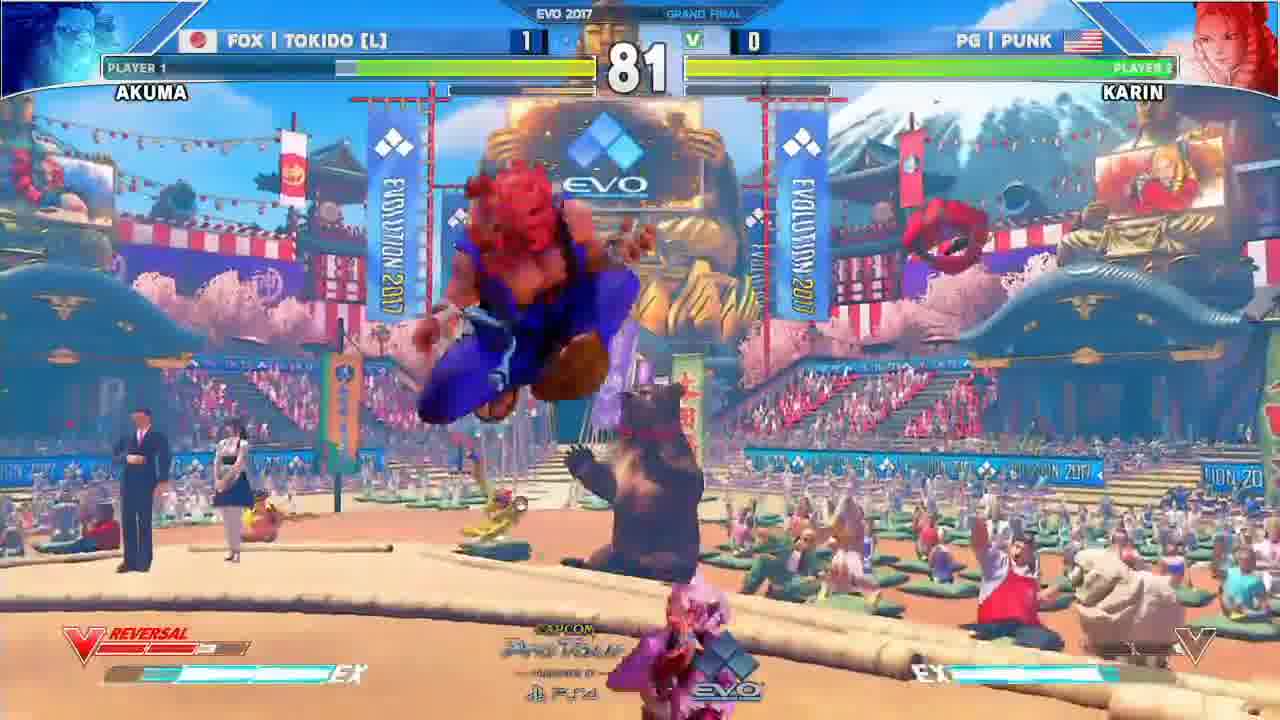 EVO 2017 GRAND FINAL
FOX | TOKIDO [L] 1 81 V 0 PG | PUNK
PLAYER 1 PLAYER 2
AKUMA KARIN
EVO
EVOLUTION 2017
EVOLUTION 2017
REVERSAL
EX EX
CAPCOM
PRO TOUR
PS4
EVO